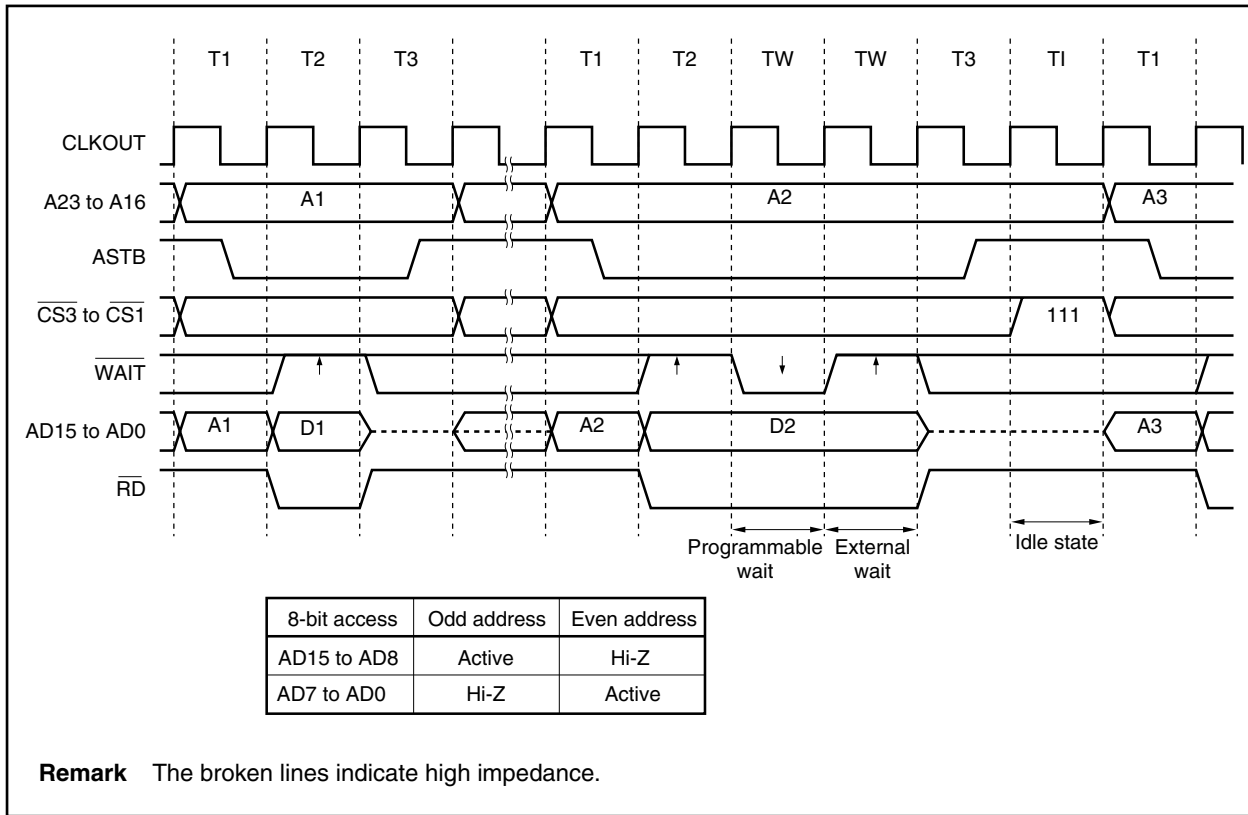 T1 T2 T3 T1 T2 TW TW T3 TI T1
CLKOUT
A23 to A16 A1 A2 A3
ASTB
CS3 to CS1 111
WAIT
AD15 to AD0 A1 D1 A2 D2 A3
RD
Programmable wait
External wait
Idle state
8-bit access Odd address Even address
AD15 to AD8 Active Hi-Z
AD7 to AD0 Hi-Z Active
Remark The broken lines indicate high impedance.